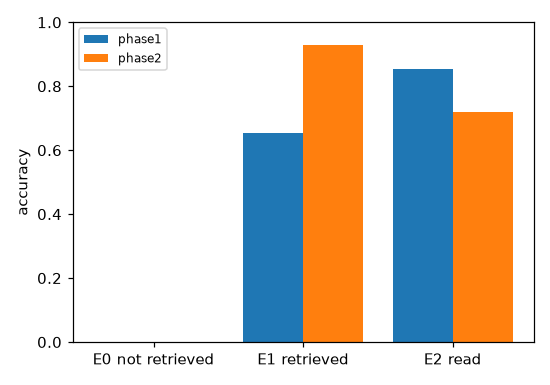 1.0
phase1
phase2
0.8
0.6
accuracy
0.4
0.2
0.0
E0 not retrieved
E1 retrieved
E2 read